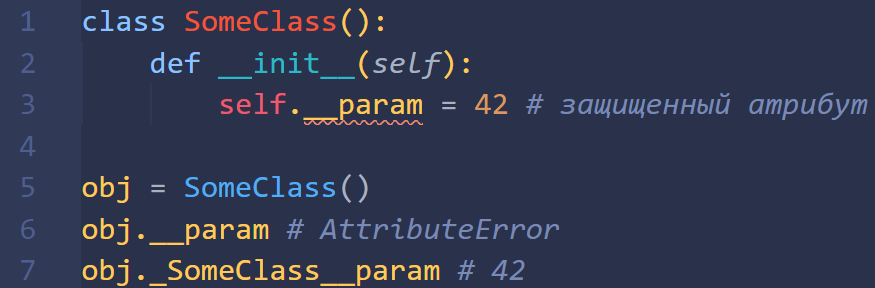 1 class SomeClass():
2     def __init__(self):
3         self.__param = 42 # защищенный атрибут
4
5 obj = SomeClass()
6 obj.__param # AttributeError
7 obj._SomeClass__param # 42